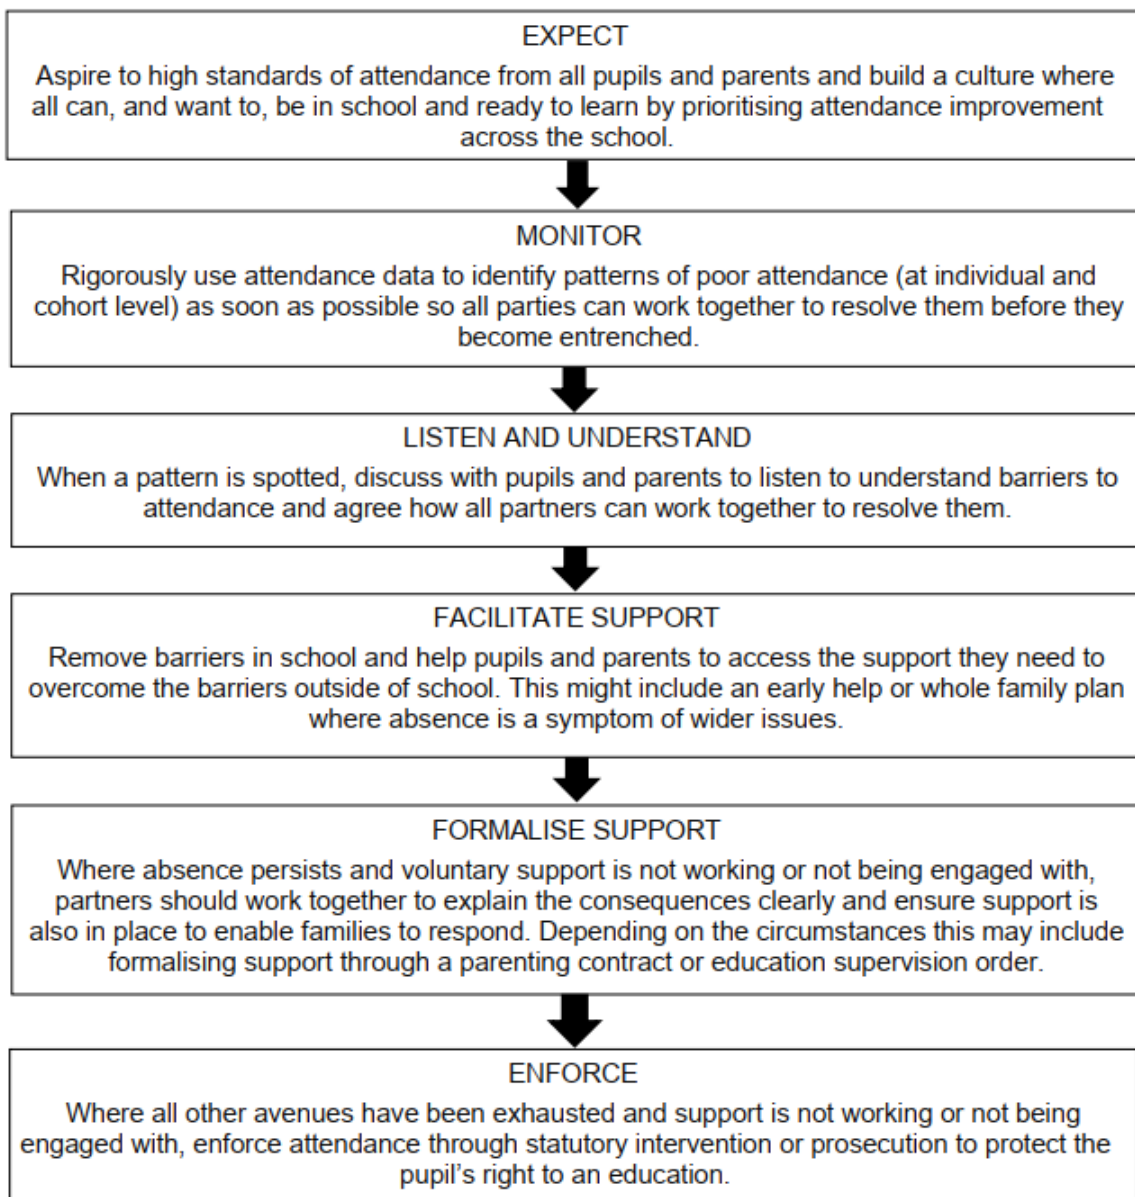 EXPECT
Aspire to high standards of attendance from all pupils and parents and build a culture where
all can, and want to, be in school and ready to learn by prioritising attendance improvement
across the school.
MONITOR
Rigorously use attendance data to identify patterns of poor attendance (at individual and
cohort level) as soon as possible so all parties can work together to resolve them before they
become entrenched.
LISTEN AND UNDERSTAND
When a pattern is spotted, discuss with pupils and parents to listen to understand barriers to
attendance and agree how all partners can work together to resolve them.
FACILITATE SUPPORT
Remove barriers in school and help pupils and parents to access the support they need to
overcome the barriers outside of school. This might include an early help or whole family plan
where absence is a symptom of wider issues.
FORMALISE SUPPORT
Where absence persists and voluntary support is not working or not being engaged with,
partners should work together to explain the consequences clearly and ensure support is
also in place to enable families to respond. Depending on the circumstances this may include
formalising support through a parenting contract or education supervision order.
ENFORCE
Where all other avenues have been exhausted and support is not working or not being
engaged with, enforce attendance through statutory intervention or prosecution to protect the
pupil's right to an education.